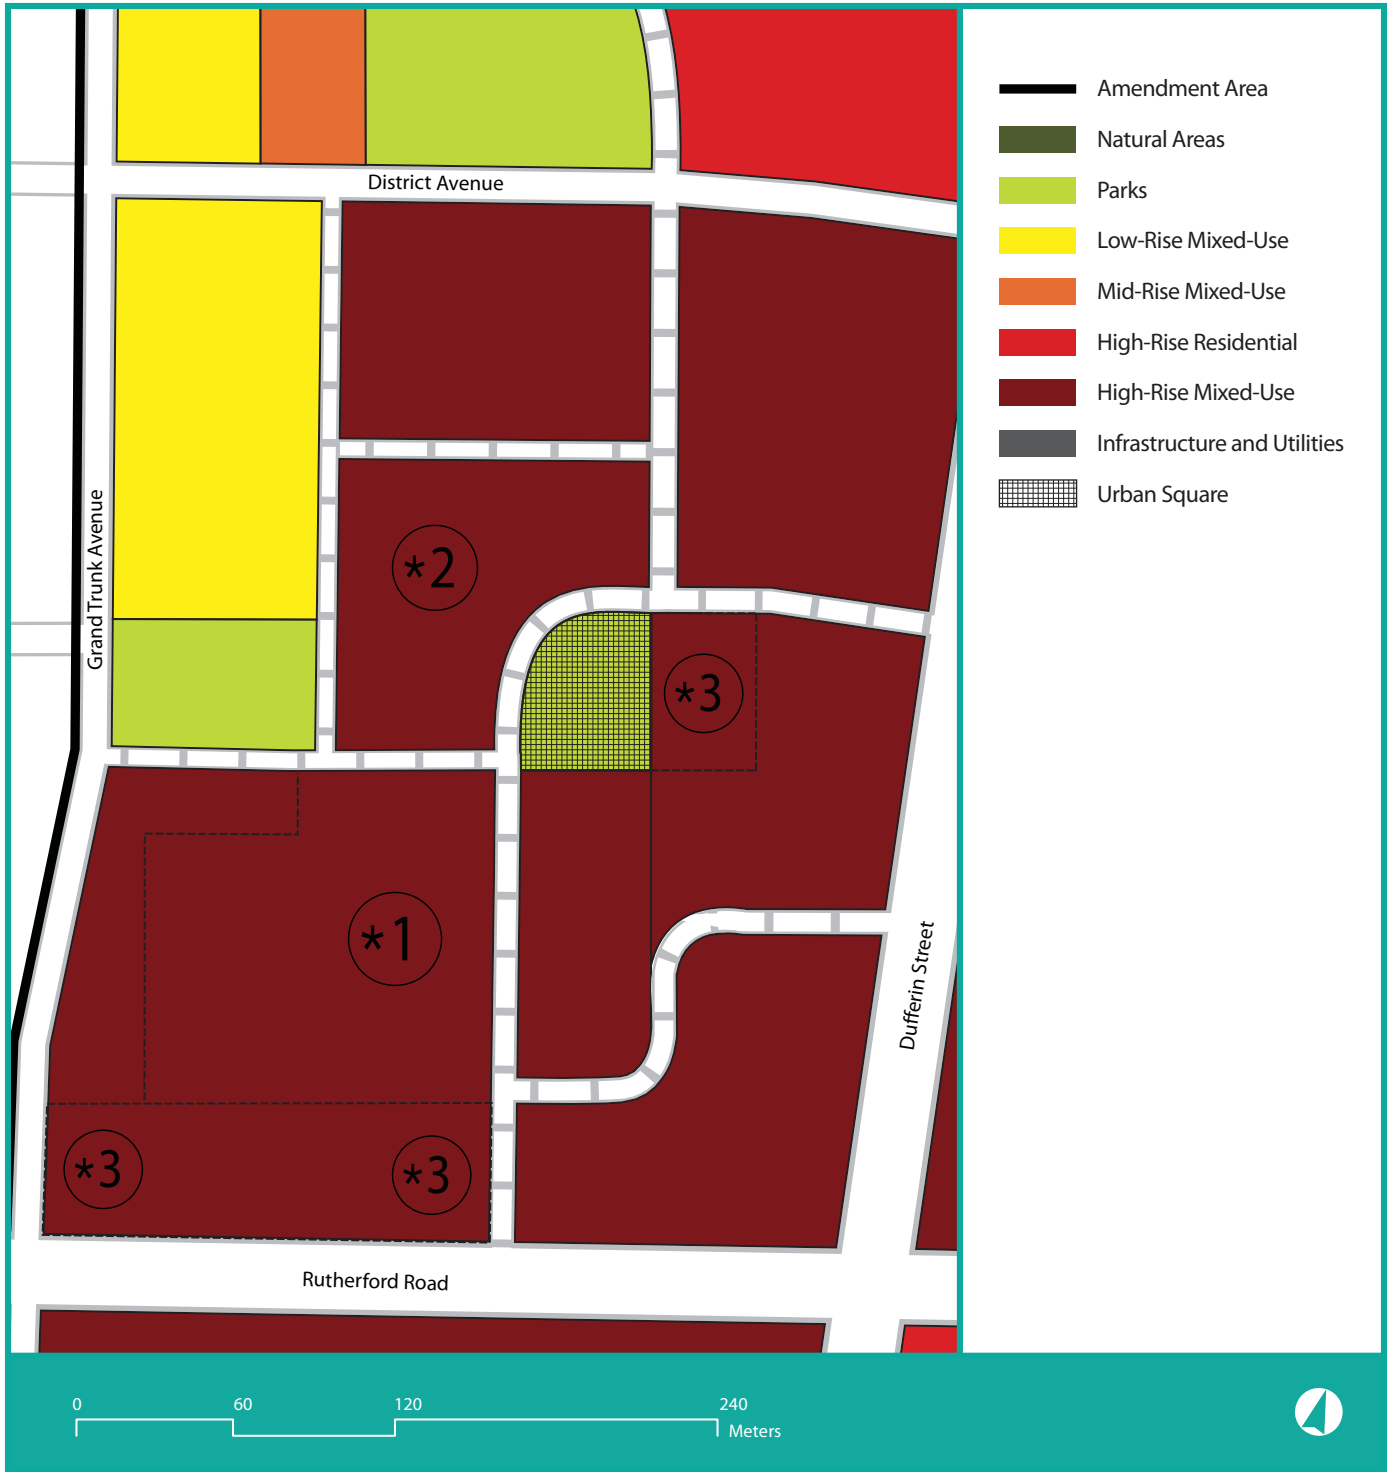 District Avenue
Grand Trunk Avenue
*2
*3
*1
Dufferin Street
*3
*3
Rutherford Road
Amendment Area
Natural Areas
Parks
Low-Rise Mixed-Use
Mid-Rise Mixed-Use
High-Rise Residential
High-Rise Mixed-Use
Infrastructure and Utilities
Urban Square
0 60 120 240
Meters